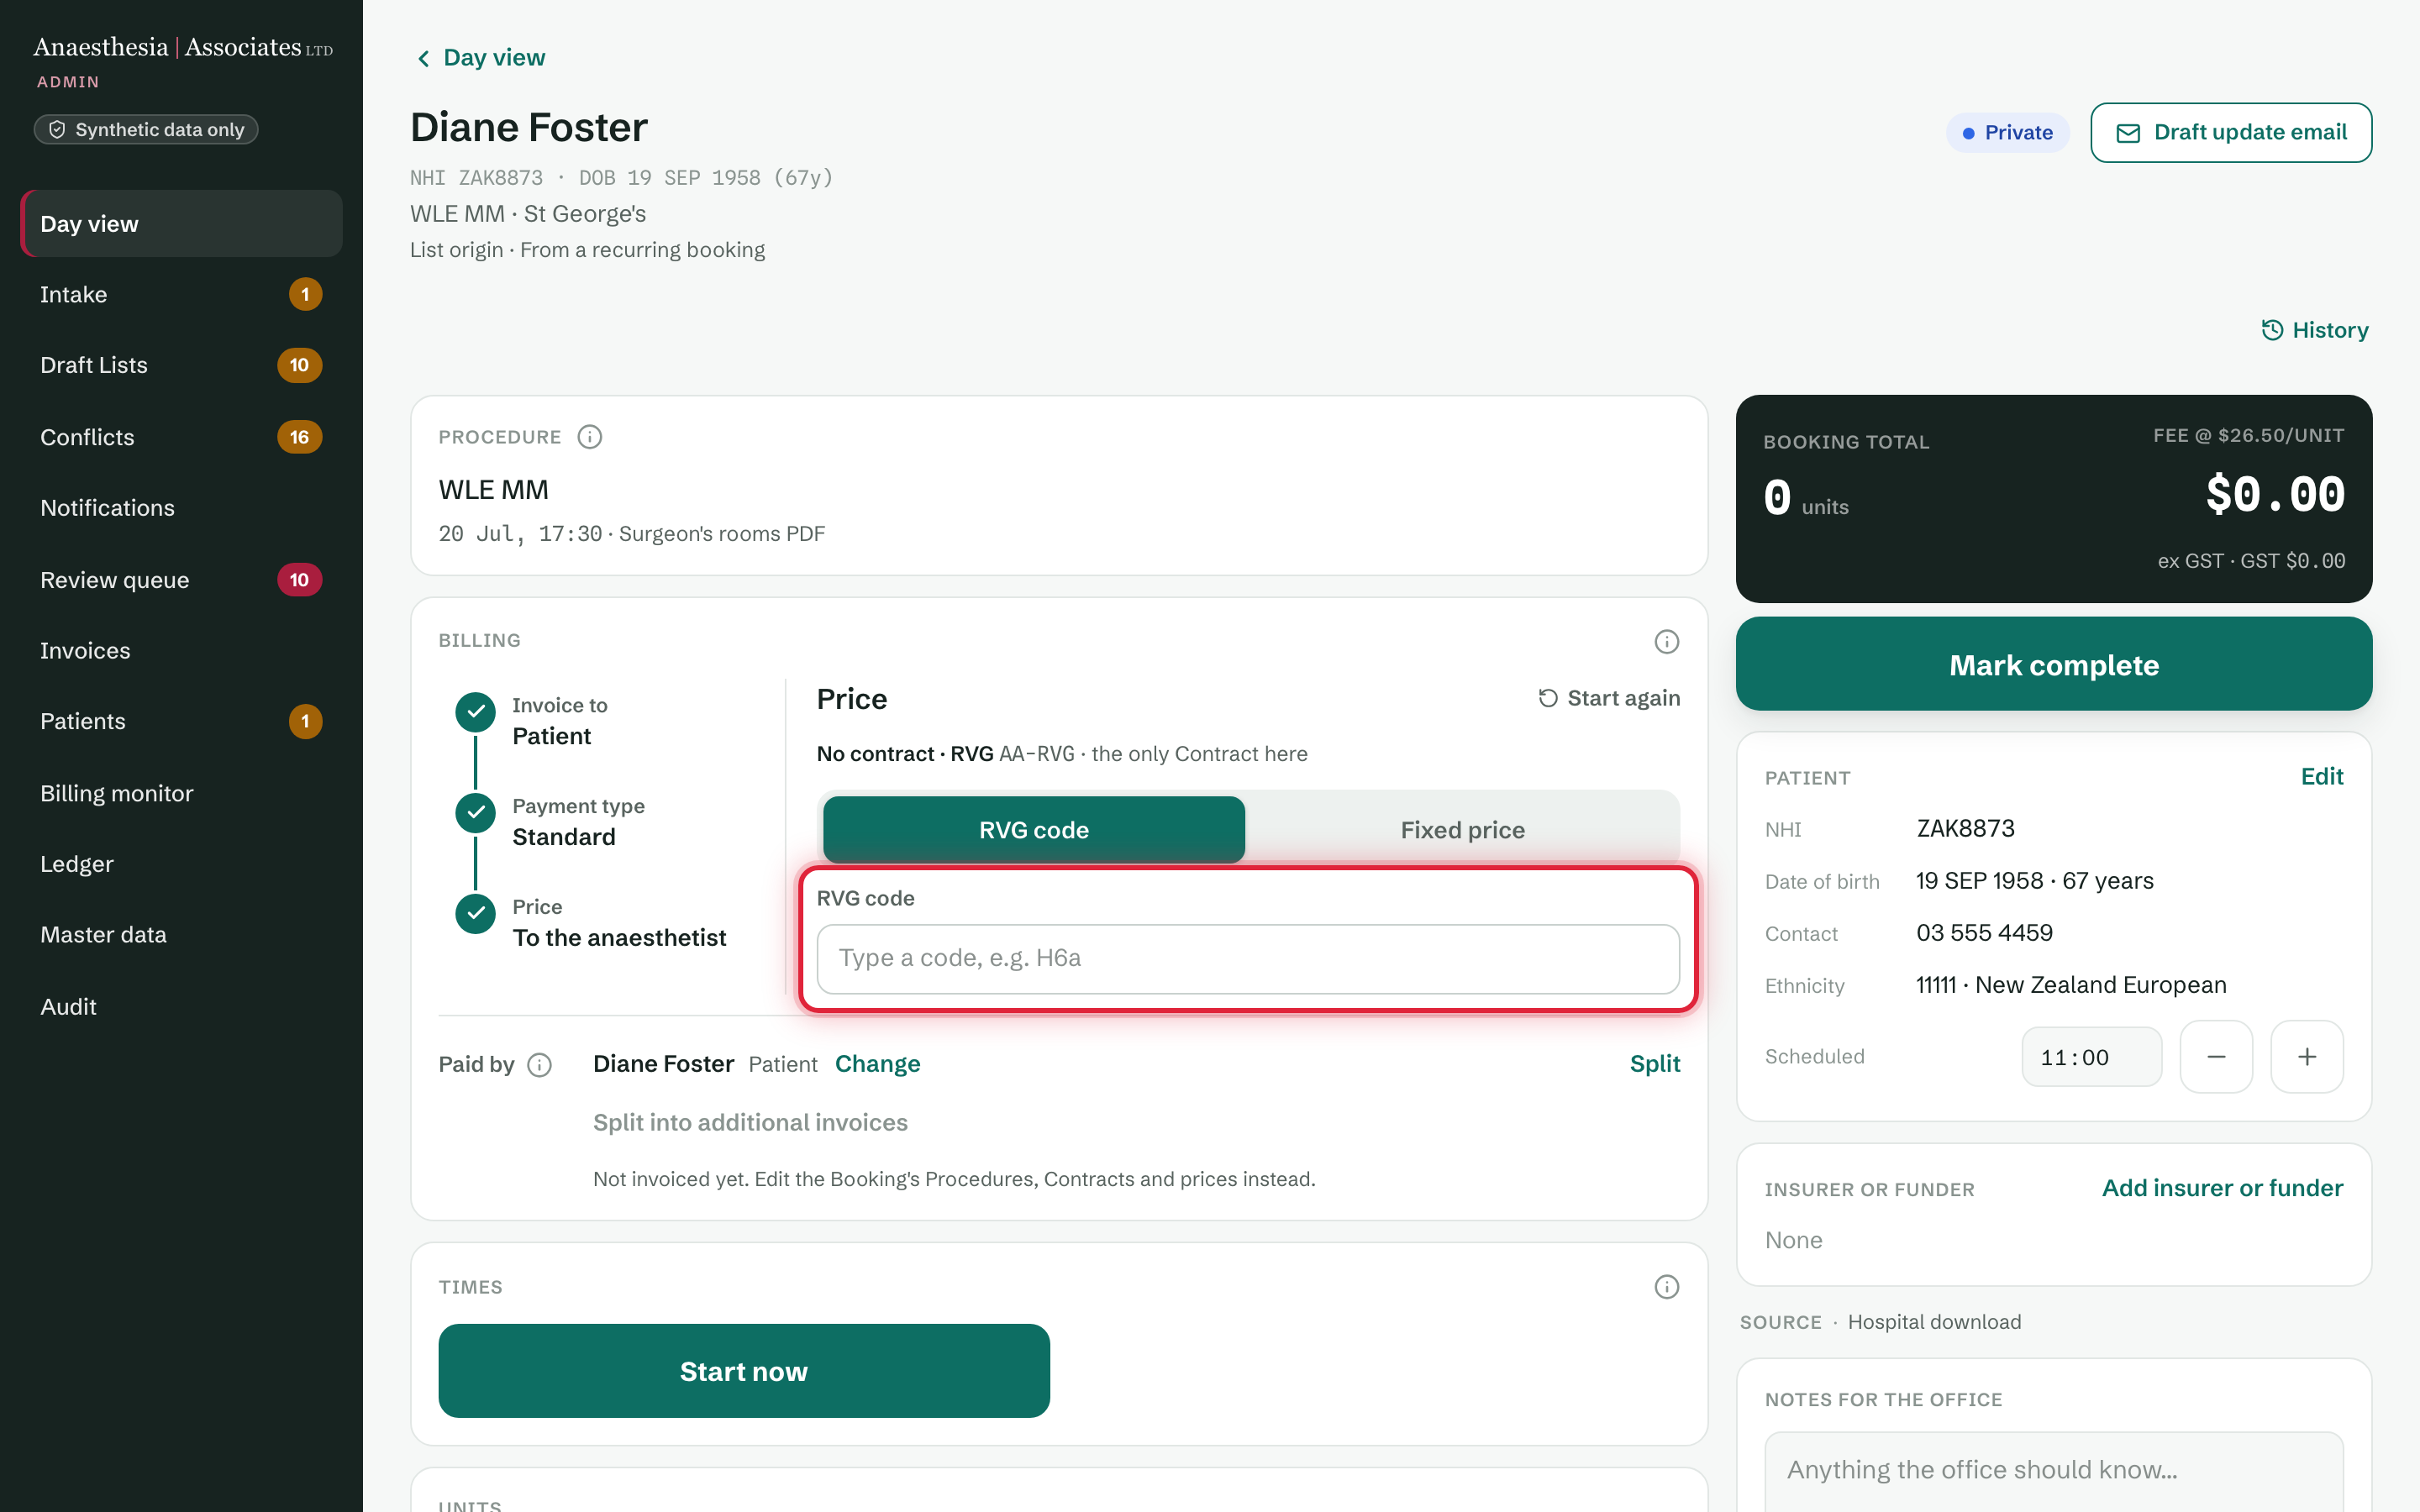 Anaesthesia | Associates LTD
ADMIN
Synthetic data only
Day view
Intake 1
Draft Lists 10
Conflicts 16
Notifications
Review queue 10
Invoices
Patients 1
Billing monitor
Ledger
Master data
Audit
Day view
Diane Foster
NHI ZAK8873 · DOB 19 SEP 1958 (67y)
WLE MM · St George's
List origin · From a recurring booking
Private
Draft update email
History
PROCEDURE
WLE MM
20 Jul, 17:30 · Surgeon's rooms PDF
BILLING
Invoice to
Patient
Payment type
Standard
Price
To the anaesthetist
Price
Start again
No contract · RVG AA-RVG · the only Contract here
RVG code
Fixed price
RVG code
Type a code, e.g. H6a
Paid by
Diane Foster Patient Change
Split
Split into additional invoices
Not invoiced yet. Edit the Booking's Procedures, Contracts and prices instead.
TIMES
Start now
UNITS
BOOKING TOTAL
FEE @ $26.50/UNIT
0 units
$0.00
ex GST · GST $0.00
Mark complete
PATIENT
Edit
NHI ZAK8873
Date of birth 19 SEP 1958 · 67 years
Contact 03 555 4459
Ethnicity 11111 · New Zealand European
Scheduled 11:00 − +
INSURER OR FUNDER
Add insurer or funder
None
SOURCE · Hospital download
NOTES FOR THE OFFICE
Anything the office should know...